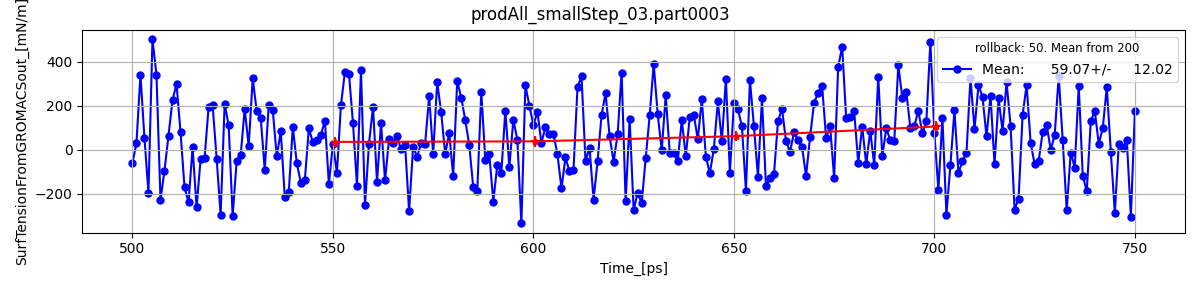 prodAll_smallStep_03.part0003
SurfTensionFromGROMACSout_[mN/m]
400
200
0
−200
rollback: 50. Mean from 200
Mean: 59.07+/- 12.02
500
550
600
650
700
750
Time_[ps]